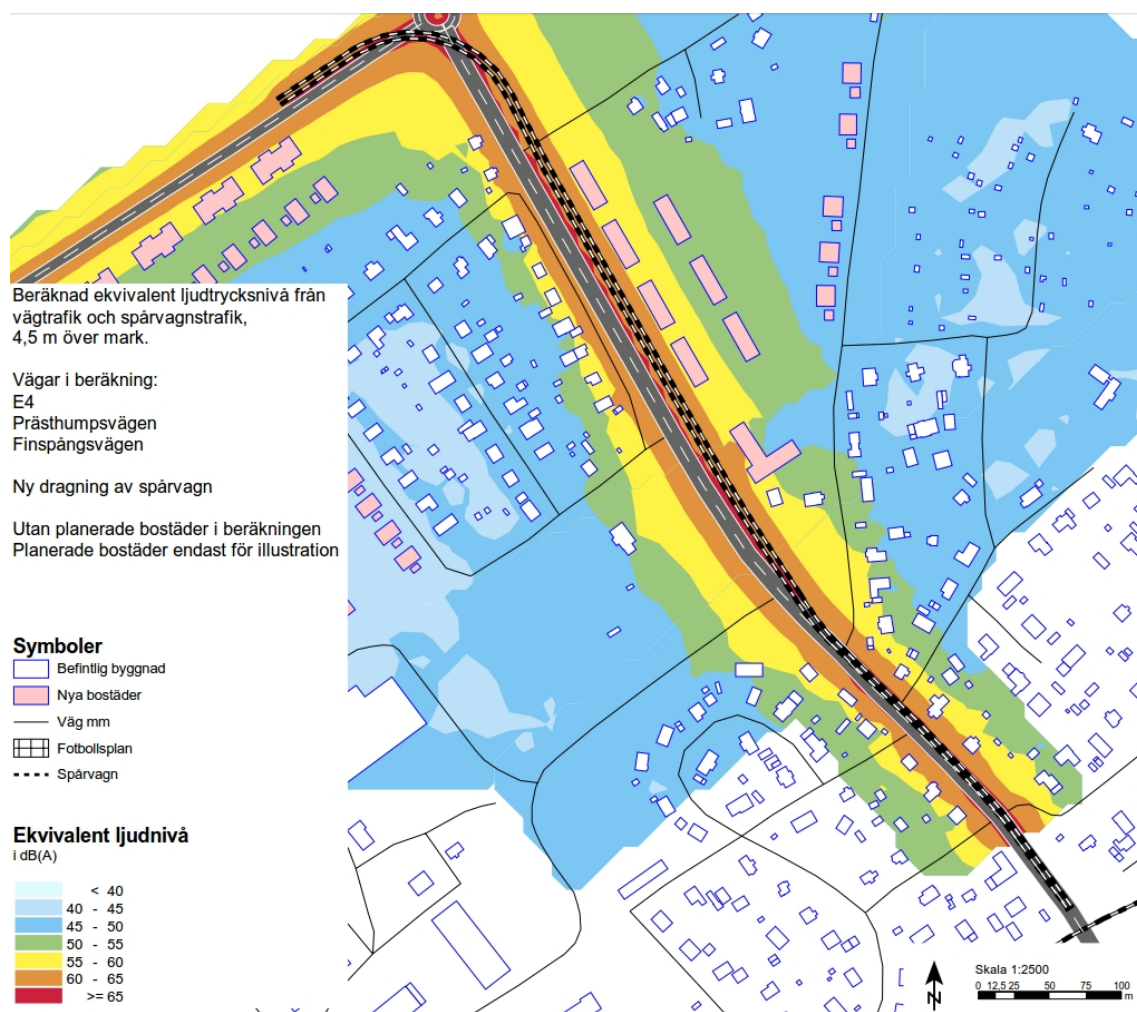 Beräknad ekvivalent ljudtrycksnivå från
vägtrafik och spårvagnstrafik,
4,5 m över mark.
Vägar i beräkning:
E4
Prästhumpsvägen
Finspångsvägen
Ny dragning av spårvagn
Utan planerade bostäder i beräkningen
Planerade bostäder endast för illustration
Symboler
Befintlig byggnad
Nya bostäder
Väg mm
Fotbollsplan
Spårvagn
Ekvivalent ljudnivå
i dB(A)
< 40
40 - 45
45 - 50
50 - 55
55 - 60
60 - 65
>= 65
N
Skala 1:2500
0 12,5 25 50 75 100
m